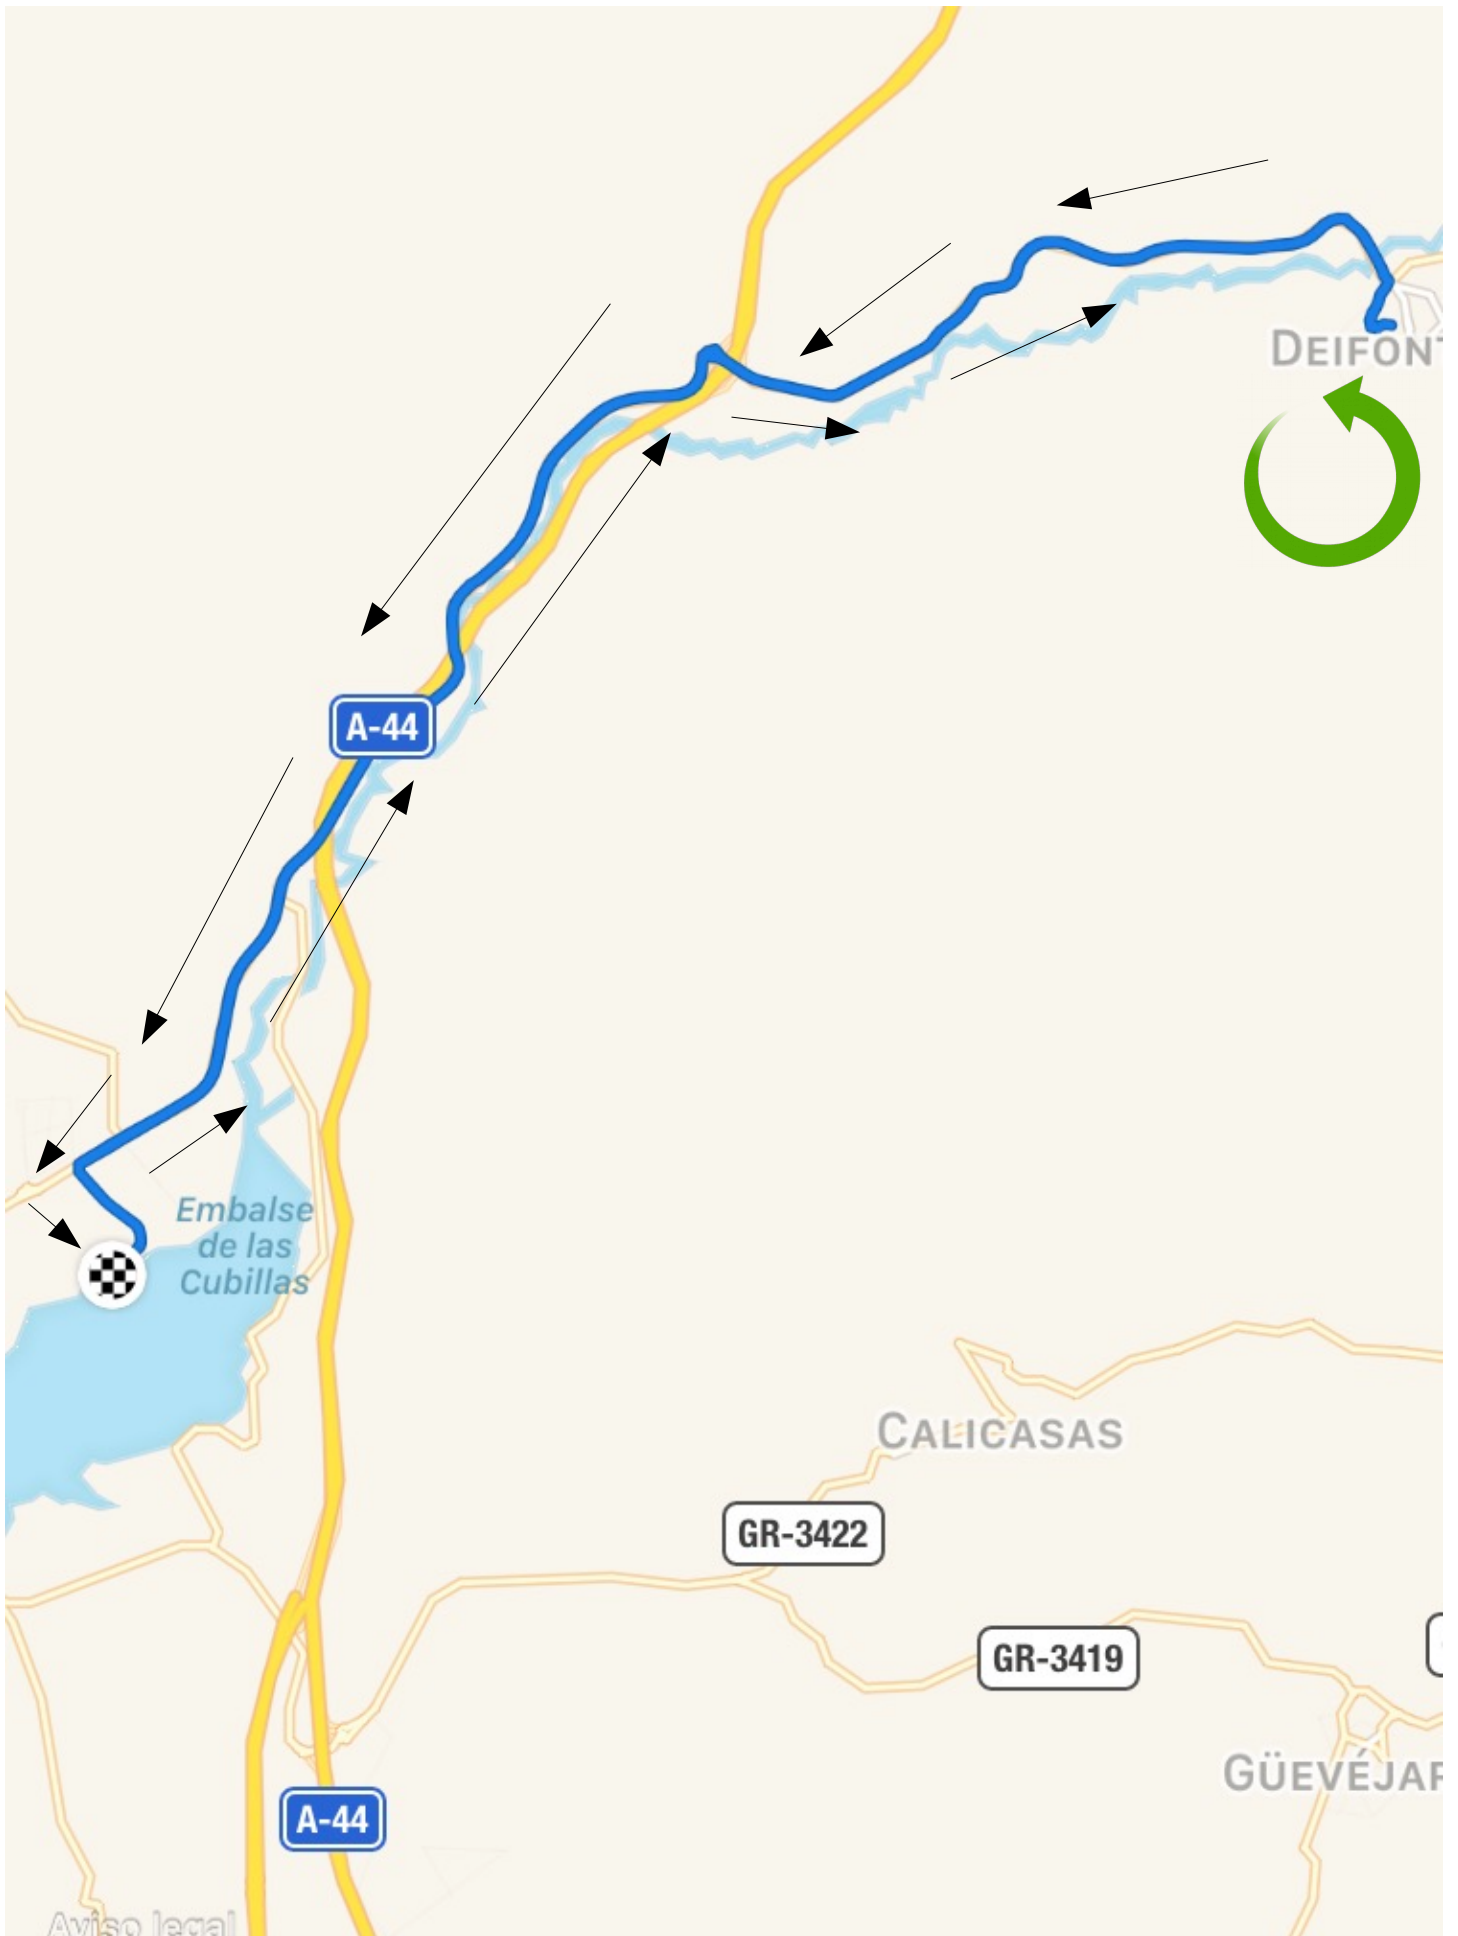 DEIFONT
A-44
Embalse
de las
Cubillas
CALICASAS
GR-3422
GR-3419
GÜEVÉJAR
A-44
Aviso legal